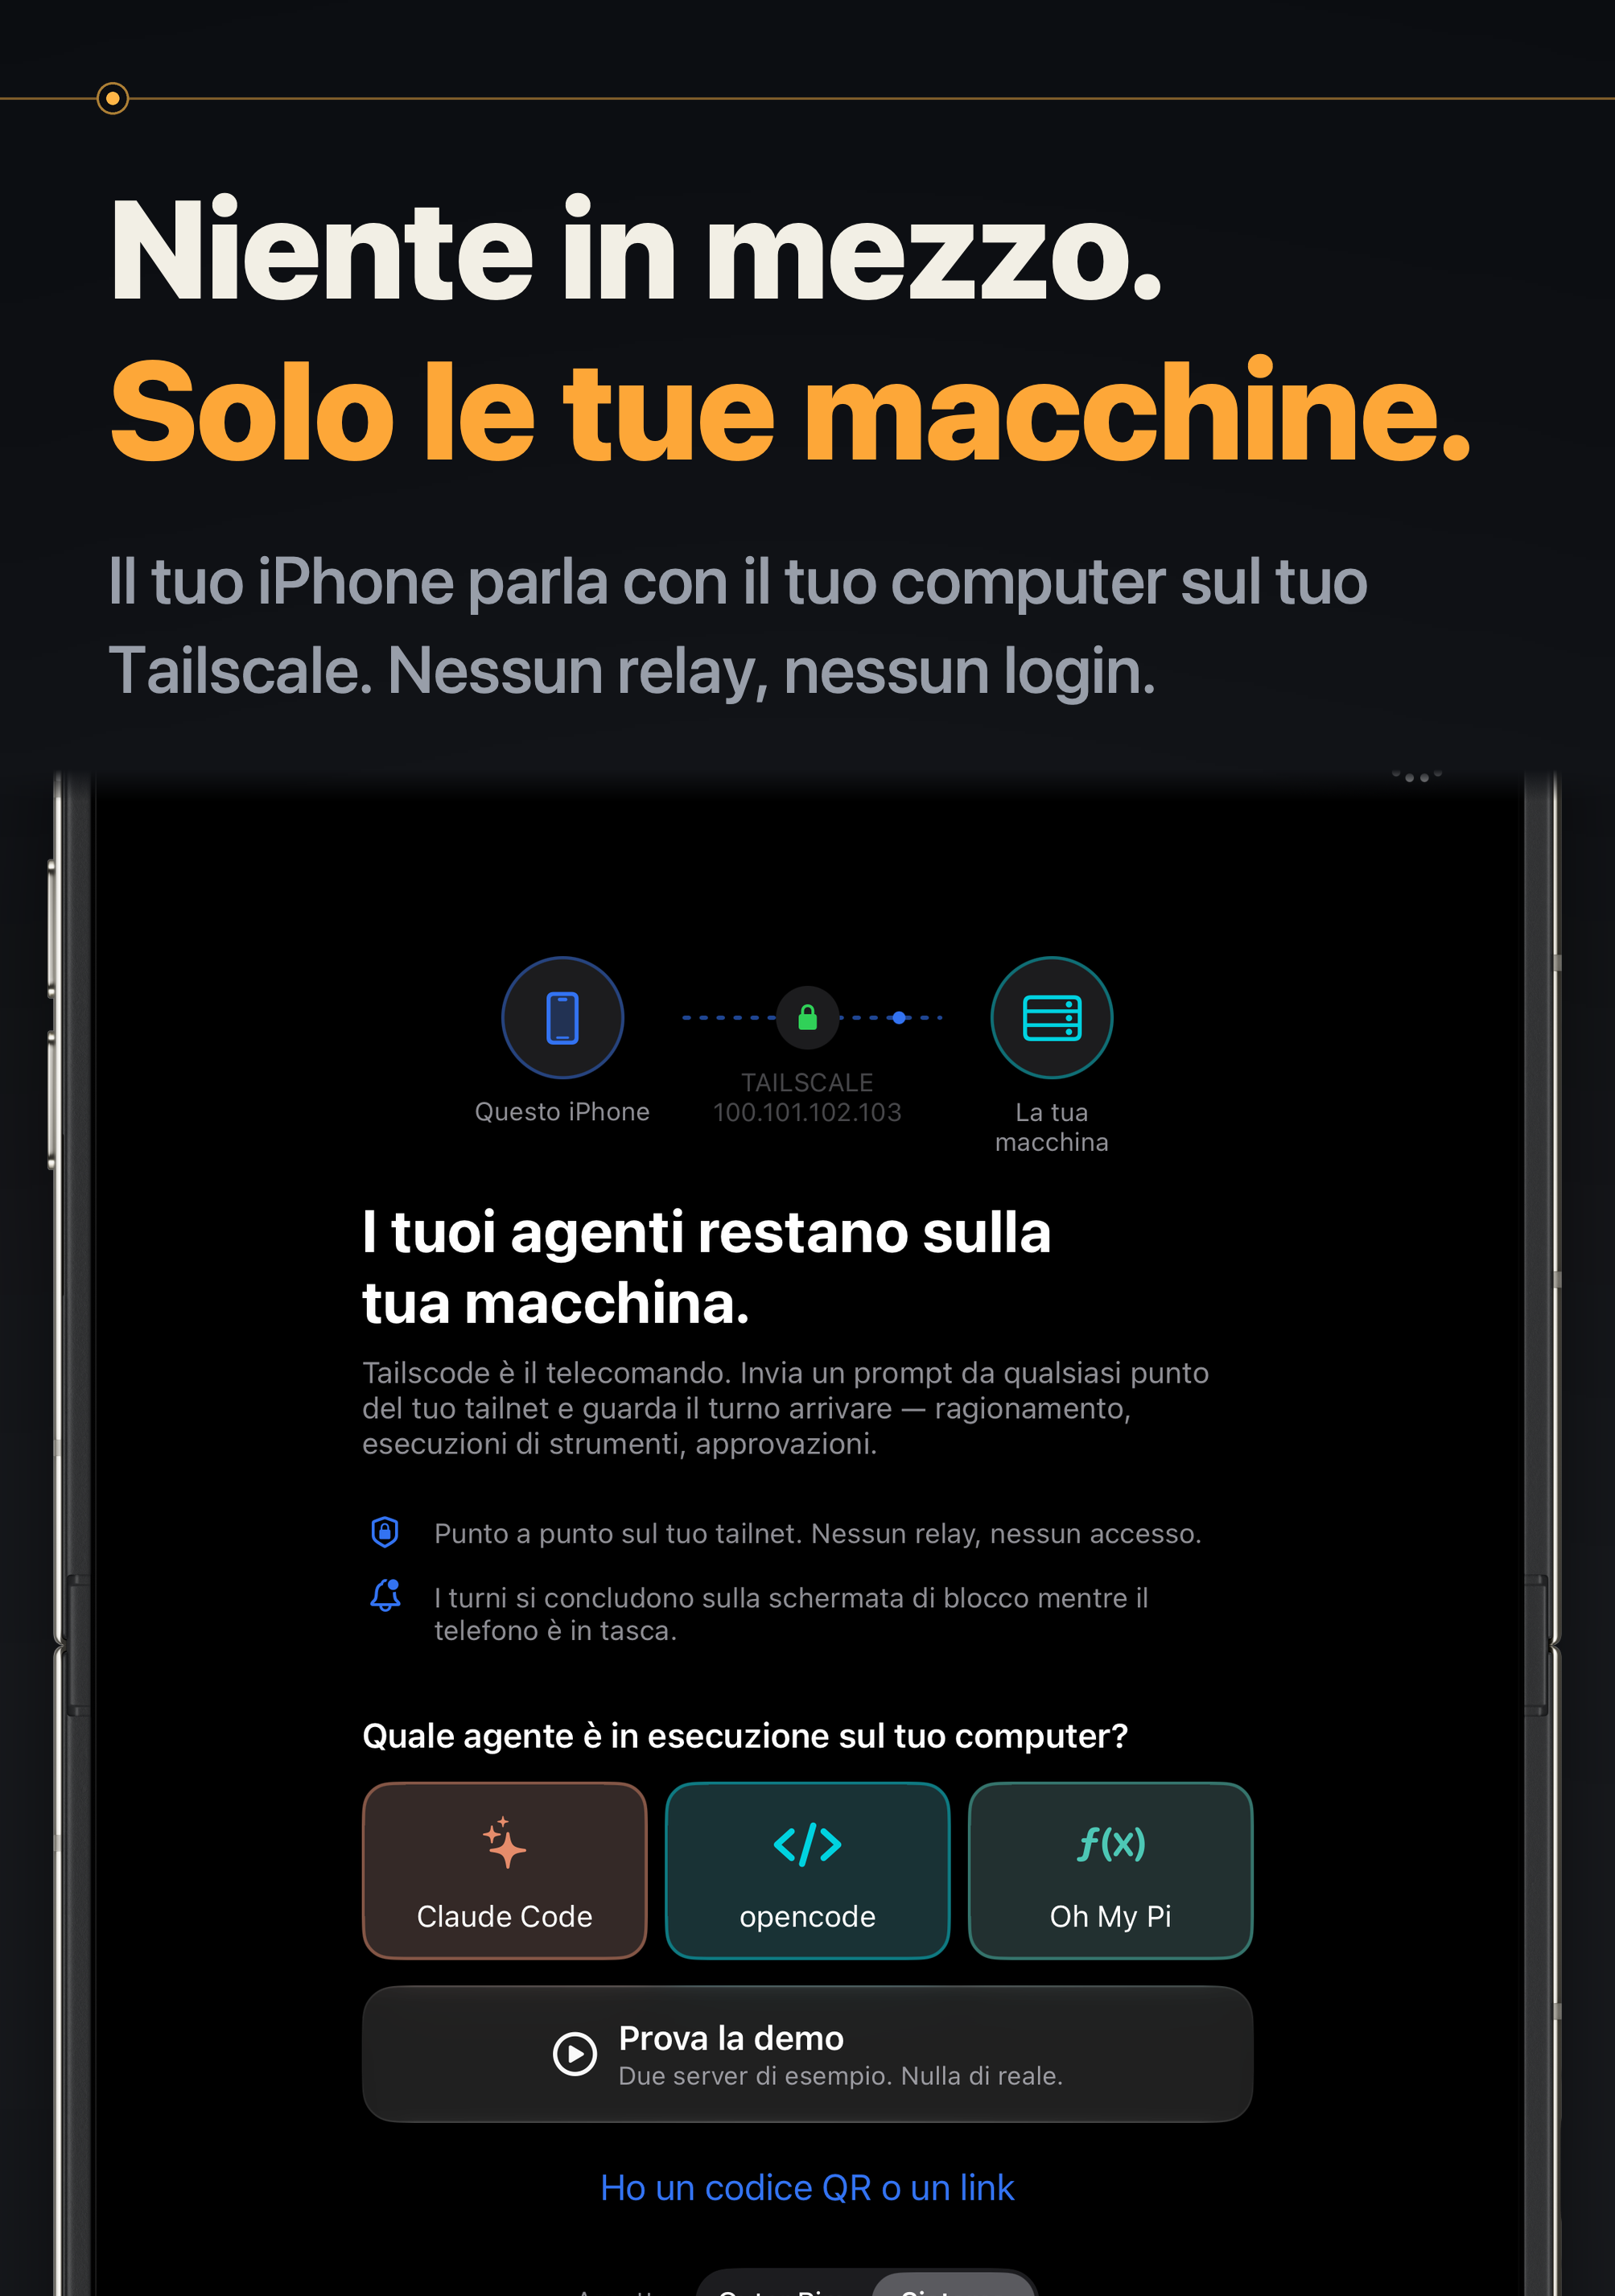 Niente in mezzo.
Solo le tue macchine.
Il tuo iPhone parla con il tuo computer sul tuo
Tailscale. Nessun relay, nessun login.
Questo iPhone
TAILSCALE
100.101.102.103
La tua
macchina
I tuoi agenti restano sulla
tua macchina.
Tailscode è il telecomando. Invia un prompt da qualsiasi punto
del tuo tailnet e guarda il turno arrivare — ragionamento,
esecuzioni di strumenti, approvazioni.
Punto a punto sul tuo tailnet. Nessun relay, nessun accesso.
I turni si concludono sulla schermata di blocco mentre il
telefono è in tasca.
Quale agente è in esecuzione sul tuo computer?
Claude Code
opencode
ƒ(x)
Oh My Pi
Prova la demo
Due server di esempio. Nulla di reale.
Ho un codice QR o un link